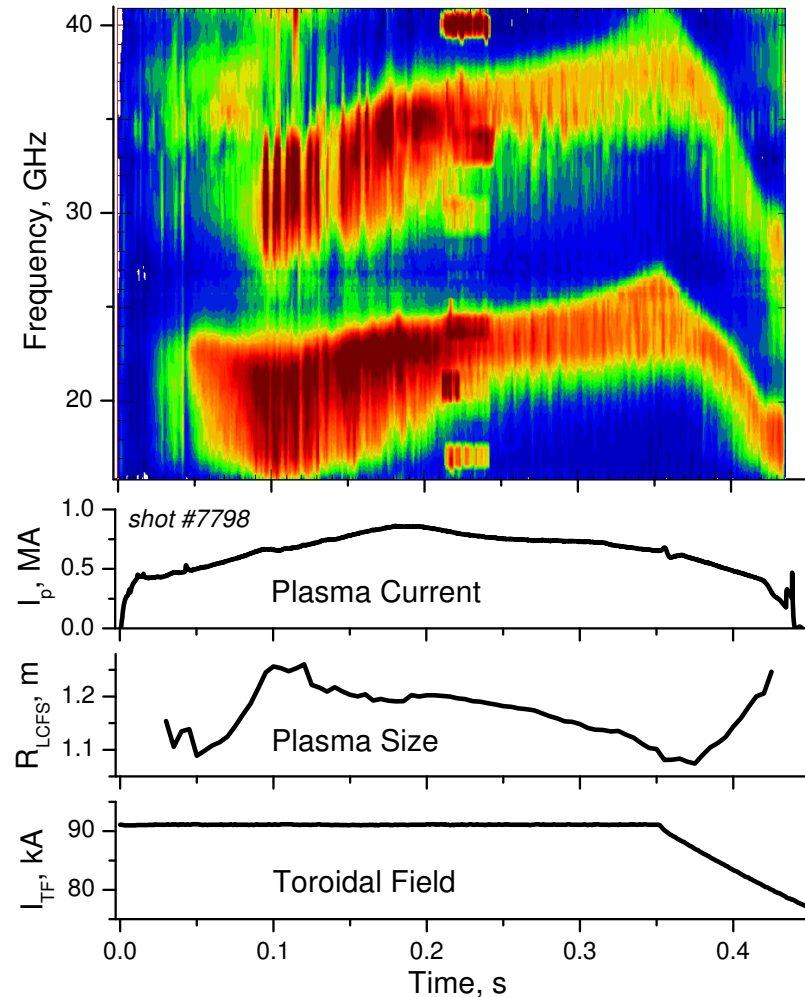 Frequency, GHz
40
30
20
shot #7798
I_p, MA
1.0
0.5
0.0
Plasma Current
R_LCFS, m
1.2
1.1
Plasma Size
I_TF, kA
90
80
Toroidal Field
0.0 0.1 0.2 0.3 0.4
Time, s